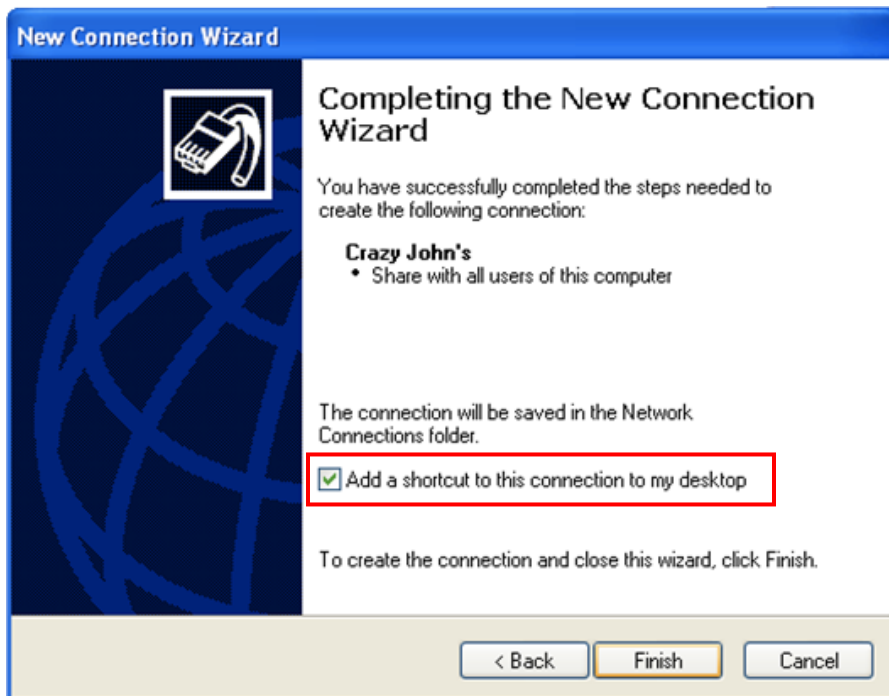 New Connection Wizard
Completing the New Connection
Wizard
You have successfully completed the steps needed to
create the following connection:
Crazy John's
• Share with all users of this computer
The connection will be saved in the Network
Connections folder.
Add a shortcut to this connection to my desktop
To create the connection and close this wizard, click Finish.
< Back Finish Cancel